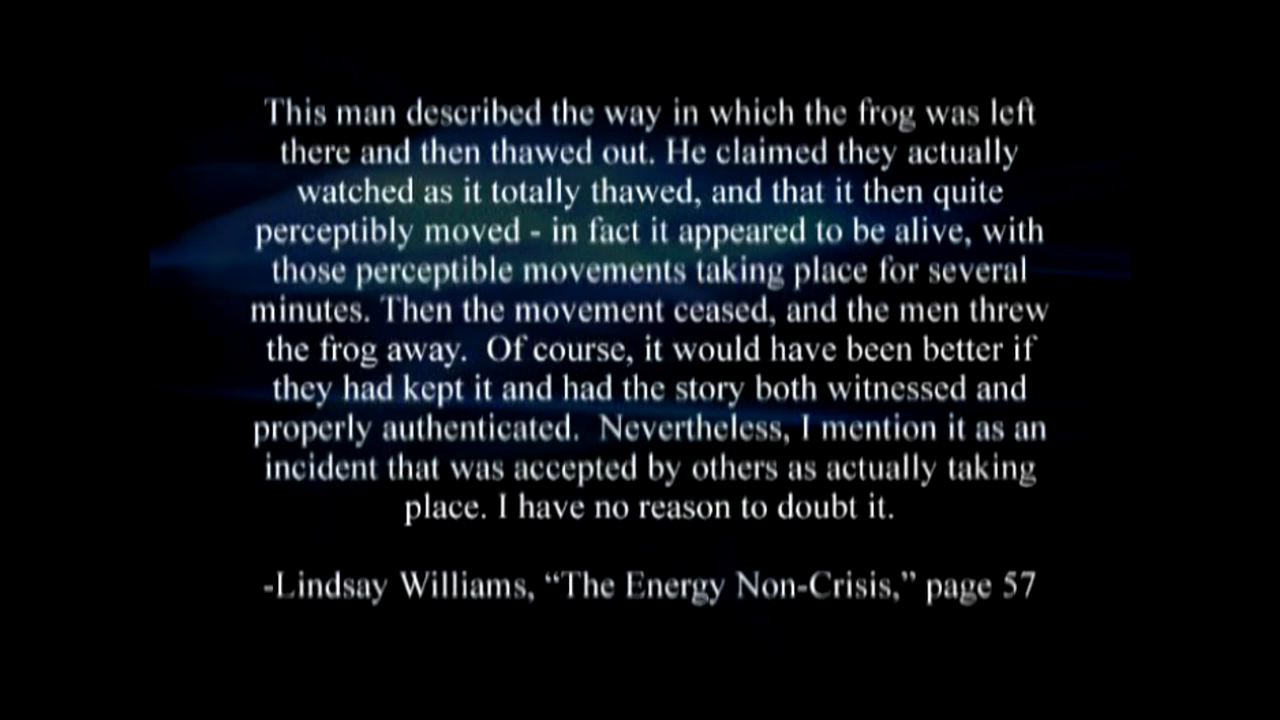 This man described the way in which the frog was left
there and then thawed out. He claimed they actually
watched as it totally thawed, and that it then quite
perceptibly moved - in fact it appeared to be alive, with
those perceptible movements taking place for several
minutes. Then the movement ceased, and the men threw
the frog away.  Of course, it would have been better if
they had kept it and had the story both witnessed and
properly authenticated.  Nevertheless, I mention it as an
incident that was accepted by others as actually taking
place. I have no reason to doubt it.
-Lindsay Williams, “The Energy Non-Crisis,” page 57